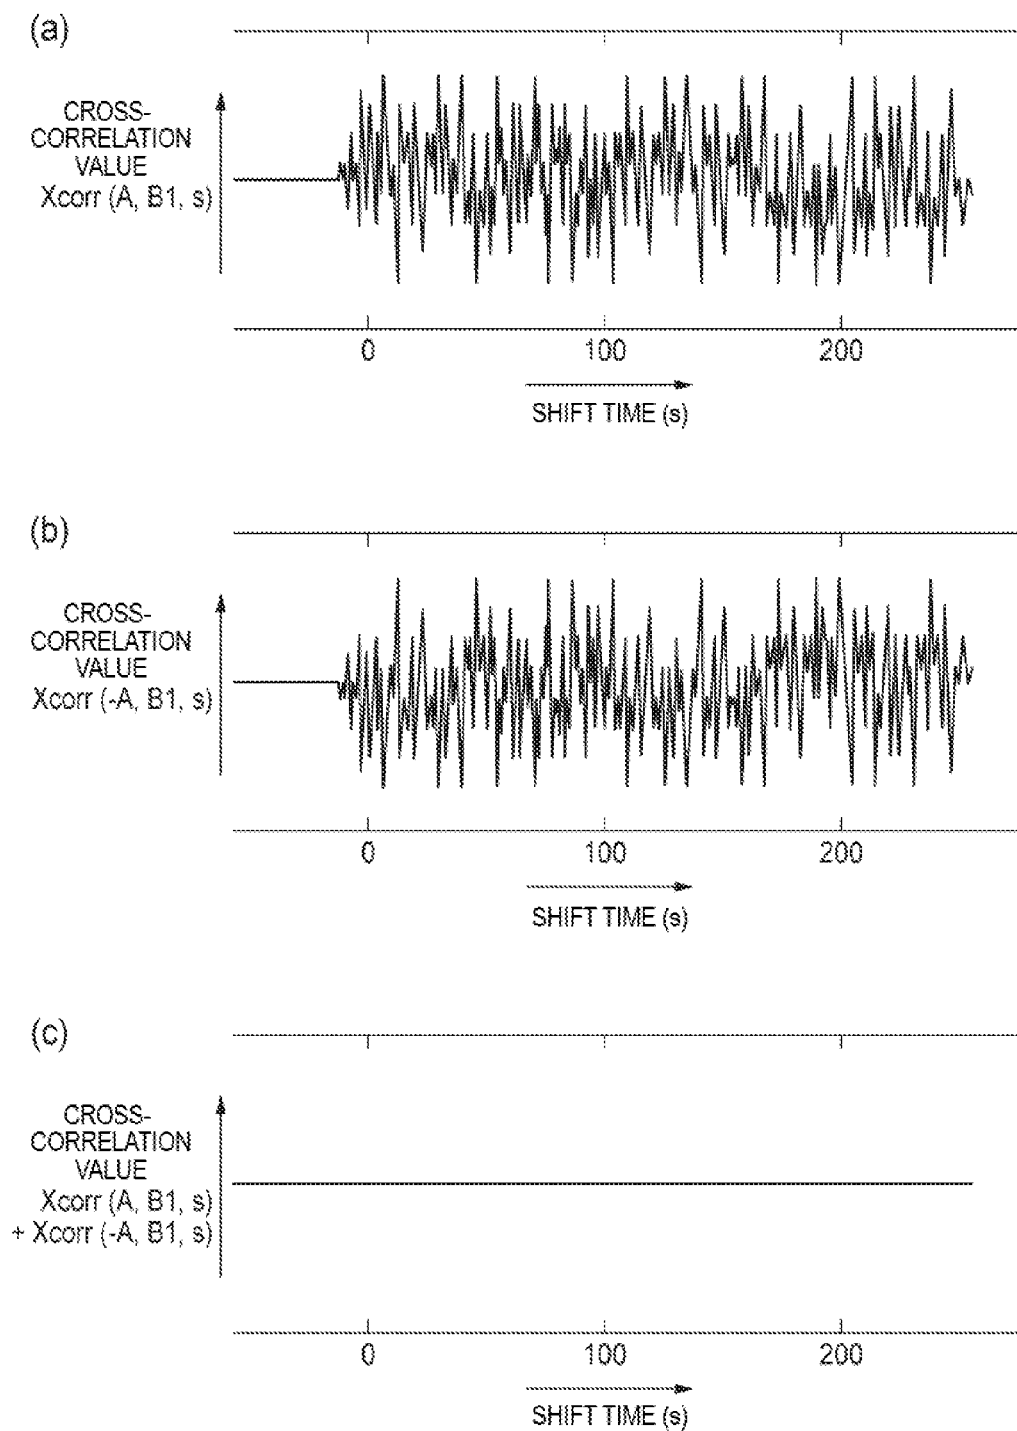 (a)
CROSS-
CORRELATION
VALUE
Xcorr (A, B1, s)
0 100 200
SHIFT TIME (s)
(b)
CROSS-
CORRELATION
VALUE
Xcorr (-A, B1, s)
0 100 200
SHIFT TIME (s)
(c)
CROSS-
CORRELATION
VALUE
Xcorr (A, B1, s)
+ Xcorr (-A, B1, s)
0 100 200
SHIFT TIME (s)